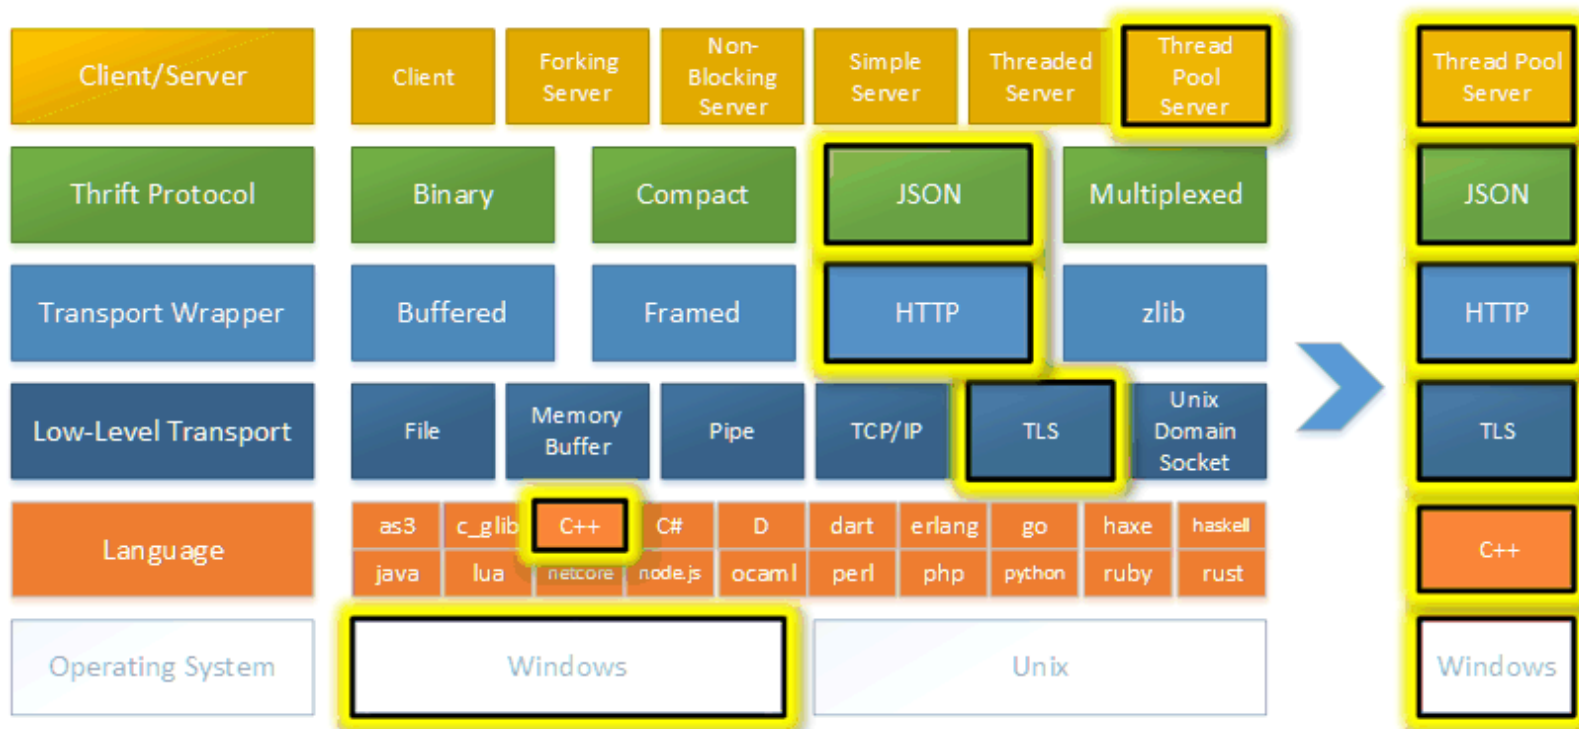 Client/Server
Client
Forking
Server
Non-
Blocking
Server
Simple
Server
Threaded
Server
Thread
Pool
Server
Thread Pool
Server
Thrift Protocol
Binary
Compact
JSON
Multiplexed
JSON
Transport Wrapper
Buffered
Framed
HTTP
zlib
HTTP
Low-Level Transport
File
Memory
Buffer
Pipe
TCP/IP
TLS
Unix
Domain
Socket
TLS
Language
as3
c_glib
C++
C#
D
dart
erlang
go
haxe
haskell
java
lua
netcore
node.js
ocaml
perl
php
python
ruby
rust
C++
Operating System
Windows
Unix
Windows